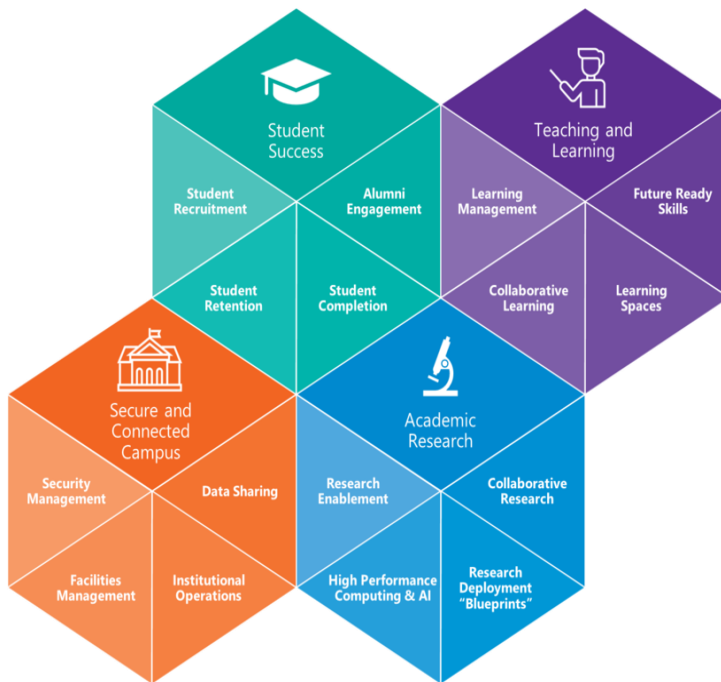 Student
Success
Student
Recruitment
Alumni
Engagement
Student
Retention
Student
Completion
Teaching and
Learning
Learning
Management
Future Ready
Skills
Collaborative
Learning
Learning
Spaces
Secure and
Connected
Campus
Security
Management
Data Sharing
Facilities
Management
Institutional
Operations
Academic
Research
Research
Enablement
Collaborative
Research
High Performance
Computing & AI
Research
Deployment
“Blueprints”